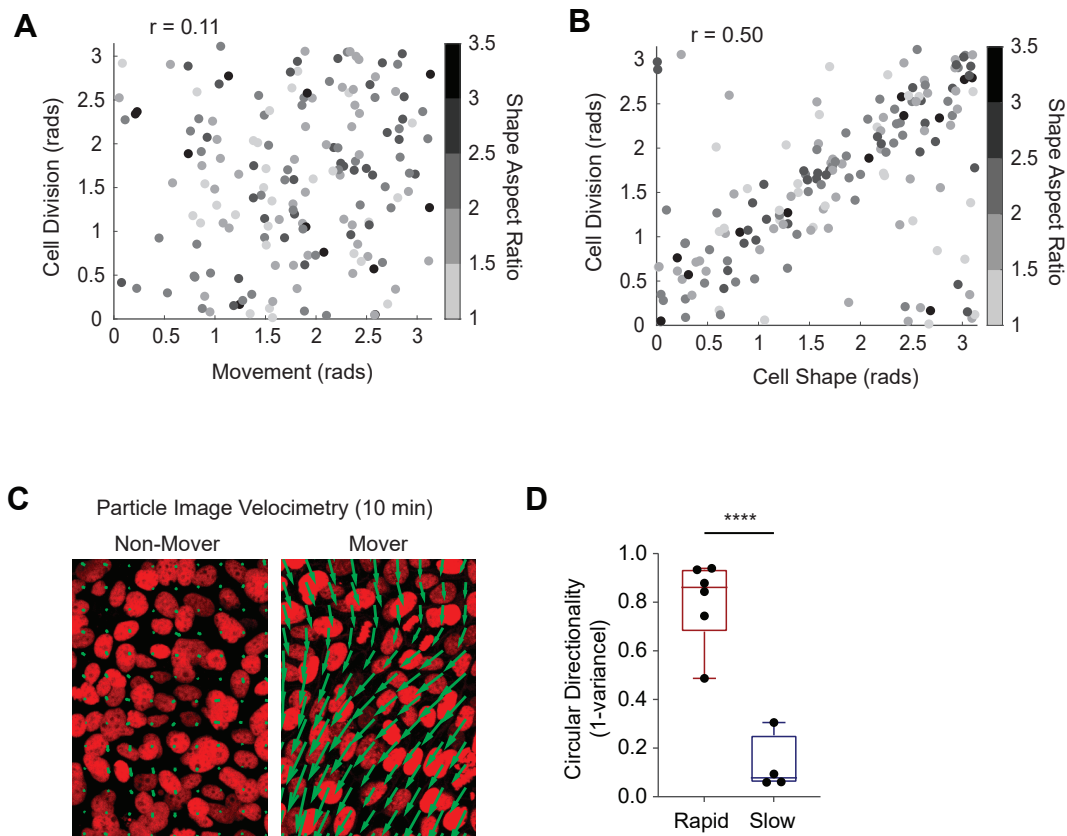 A
r = 0.11
Cell Division (rads)
3
2.5
2
1.5
1
0.5
0
0
0.5
1
1.5
2
2.5
3
Movement (rads)
3.5
3
2.5
2
1.5
1
Shape Aspect Ratio
B
r = 0.50
Cell Division (rads)
3
2.5
2
1.5
1
0.5
0
0
0.5
1
1.5
2
2.5
3
Cell Shape (rads)
3.5
3
2.5
2
1.5
1
Shape Aspect Ratio
C
Particle Image Velocimetry (10 min)
Non-Mover
Mover
D
****
Circular Directionality
(1-variancel)
1.0
0.8
0.6
0.4
0.2
0.0
Rapid
Slow